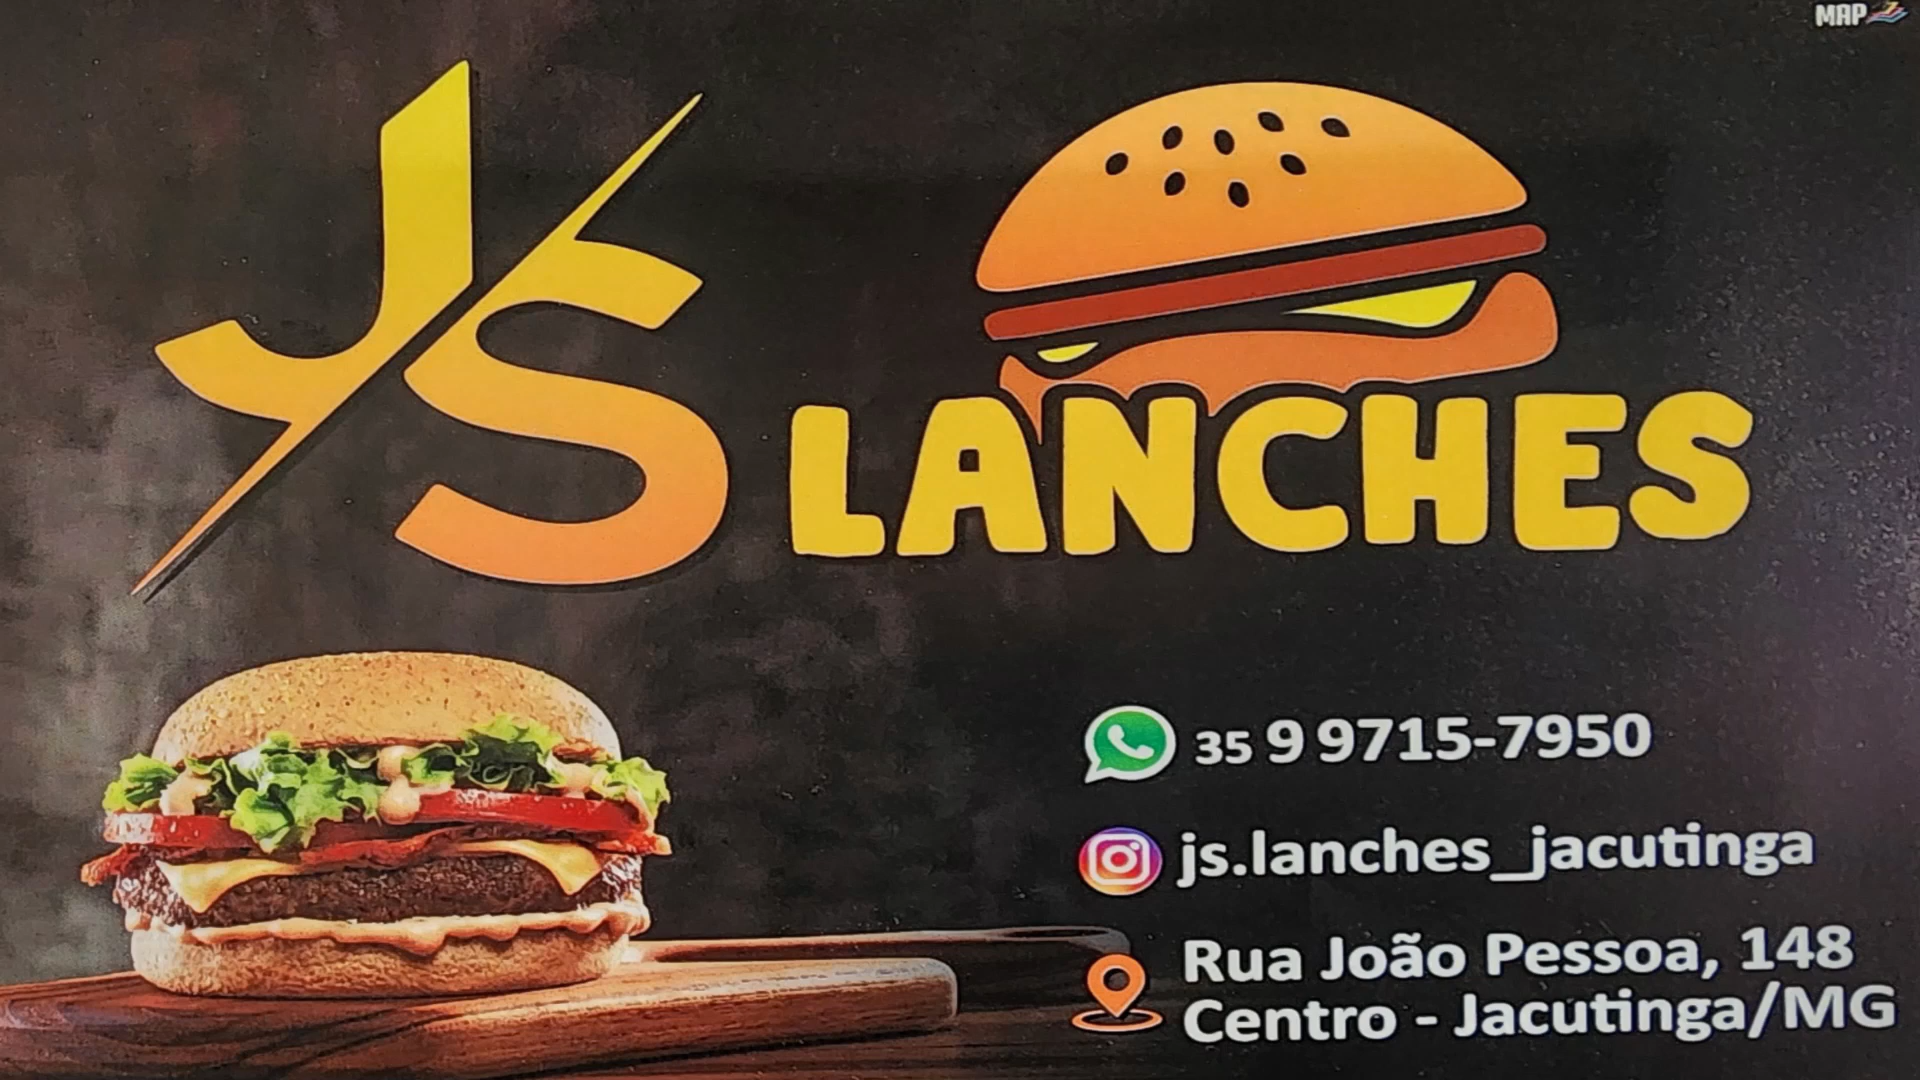 MAP
JS LANCHES
35 9 9715-7950
js.lanches_jacutinga
Rua João Pessoa, 148
Centro - Jacutinga/MG